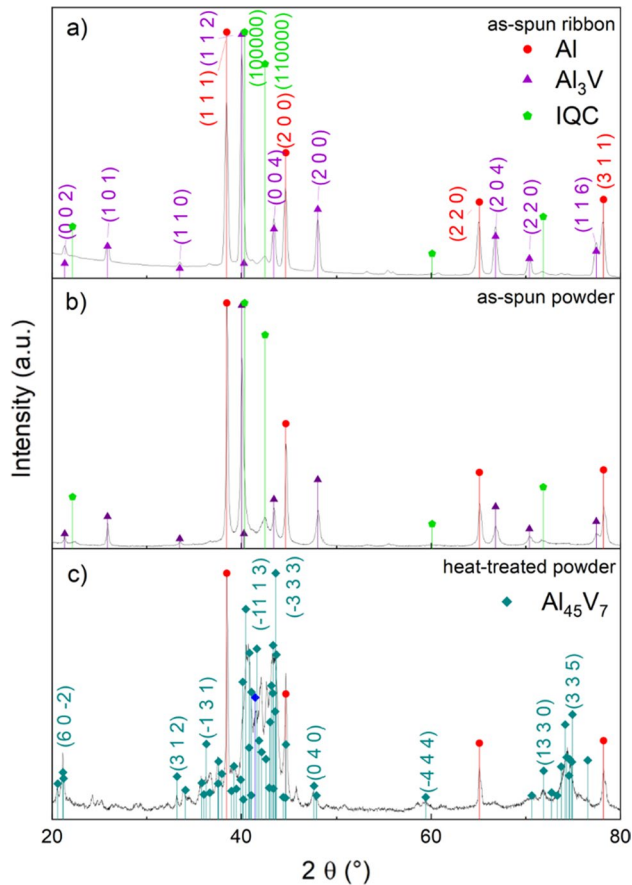 a)
as-spun ribbon
Al
Al₃V
IQC
(0 0 2)
(1 0 1)
(1 1 0)
(1 1 1)
(1 1 2)
(100000)
(110000)
(0 0 4)
(2 0 0)
(2 0 0)
(2 2 0)
(2 0 4)
(2 2 0)
(1 1 6)
(3 1 1)
b)
as-spun powder
Intensity (a.u.)
c)
heat-treated powder
Al₄₅V₇
(6 0 -2)
(3 1 2)
(-1 3 1)
(-11 1 3)
(-3 3 3)
(0 4 0)
(-4 4 4)
(13 3 0)
(3 3 5)
20 40 60 80
2 θ (°)